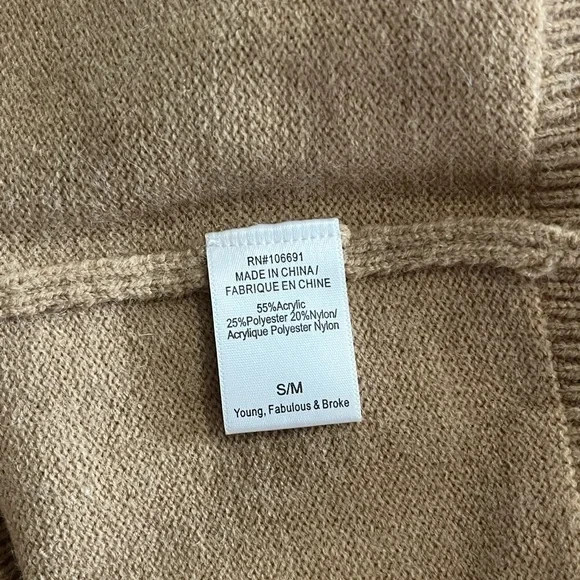 RN#106691
MADE IN CHINA/
FABRIQUE EN CHINE
55%Acrylic
25%Polyester 20%Nylon/
Acrylique Polyester Nylon
S/M
Young, Fabulous & Broke